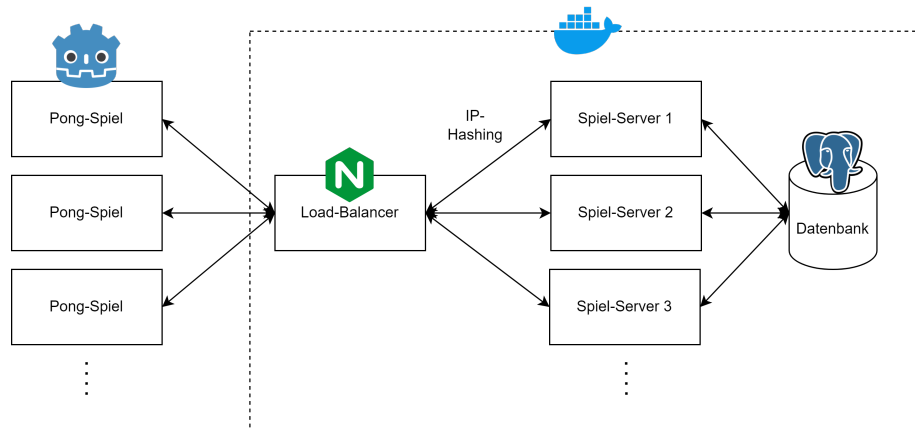 Pong-Spiel
Pong-Spiel
Pong-Spiel
N
Load-Balancer
IP-
Hashing
Spiel-Server 1
Spiel-Server 2
Spiel-Server 3
Datenbank